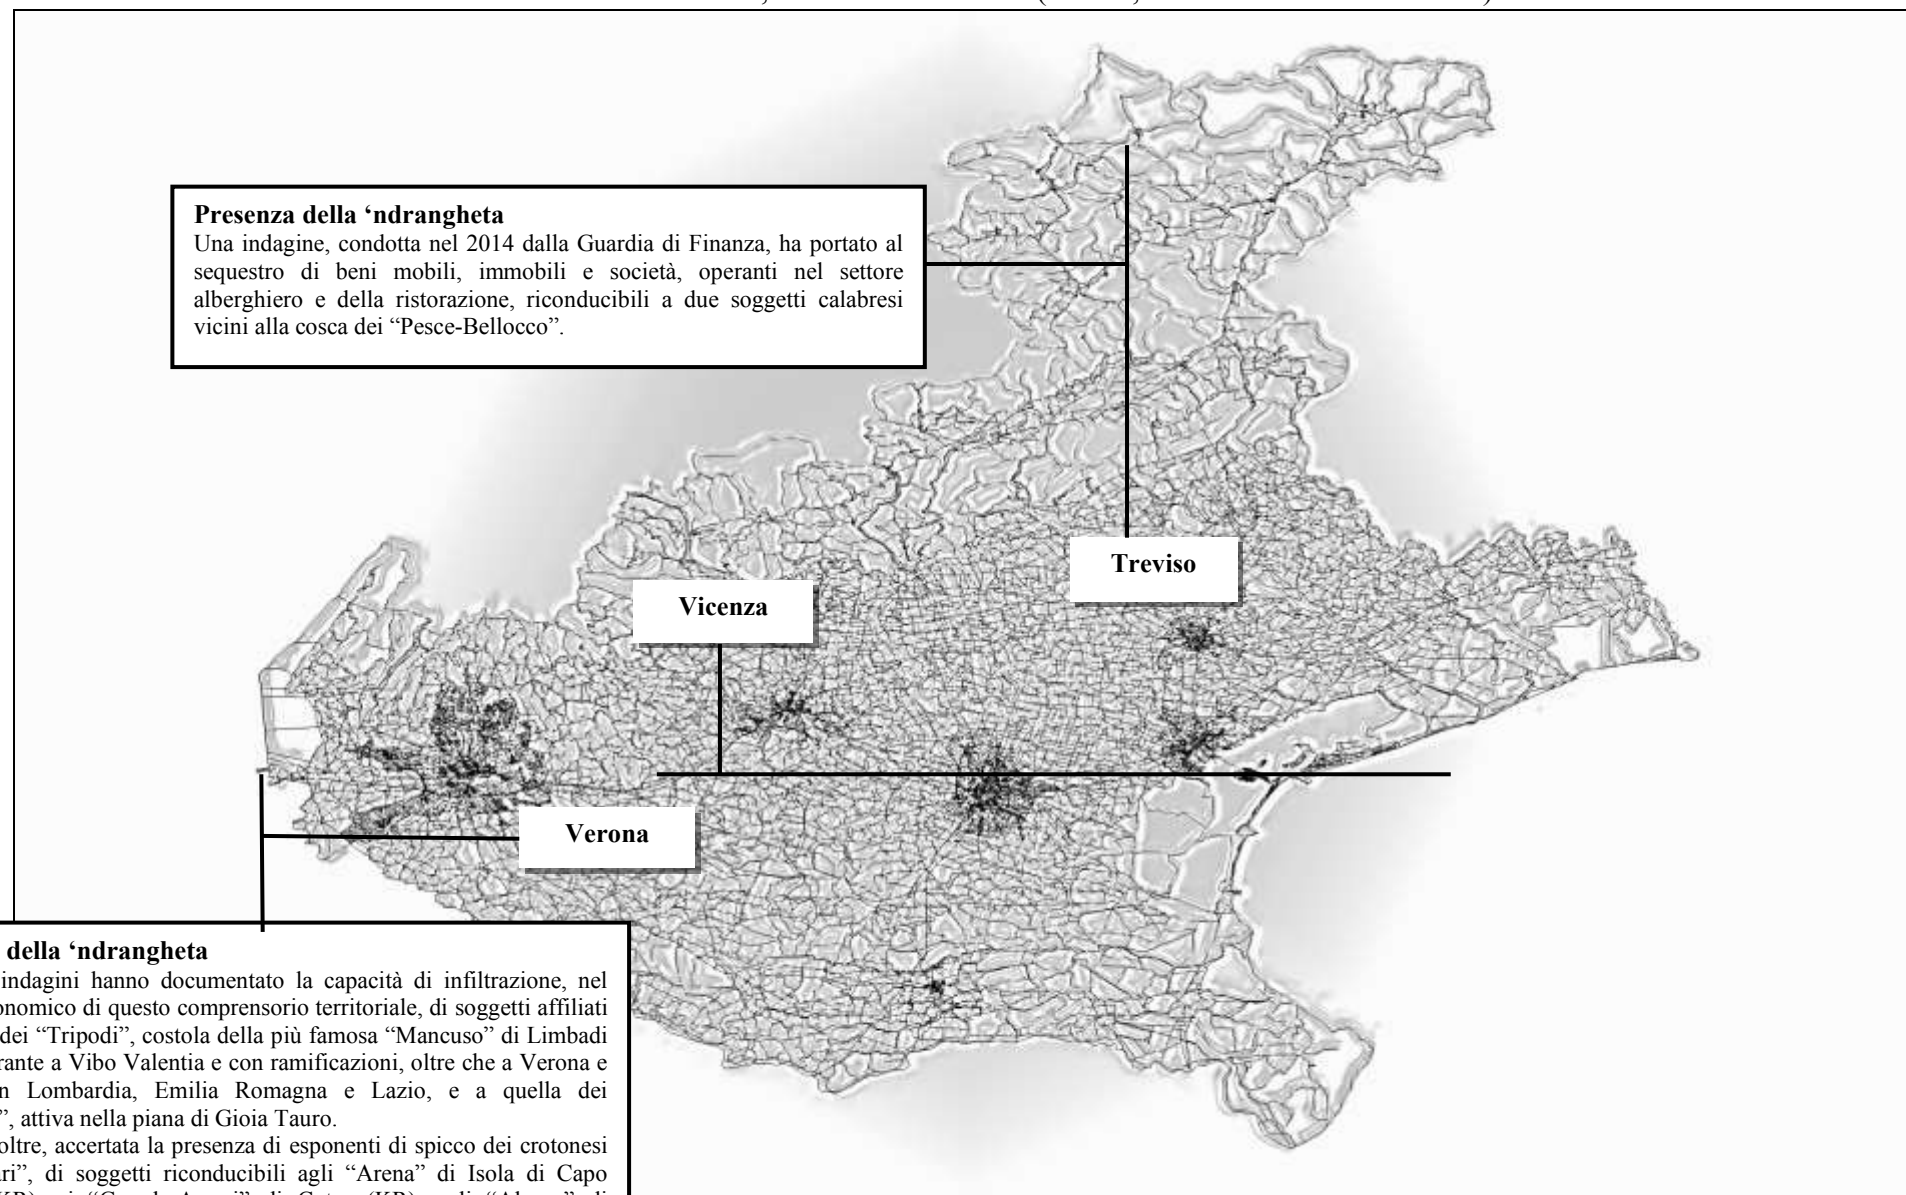 Presenza della ‘ndrangheta
Una indagine, condotta nel 2014 dalla Guardia di Finanza, ha portato al
sequestro di beni mobili, immobili e società, operanti nel settore
alberghiero e della ristorazione, riconducibili a due soggetti calabresi
vicini alla cosca dei “Pesce-Bellocco”.
Treviso
Vicenza
Verona
della ‘ndrangheta
indagini hanno documentato la capacità di infiltrazione, nel
onomico di questo comprensorio territoriale, di soggetti affiliati
dei “Tripodi”, costola della più famosa “Mancuso” di Limbadi
rante a Vibo Valentia e con ramificazioni, oltre che a Verona e
n Lombardia, Emilia Romagna e Lazio, e a quella dei
”, attiva nella piana di Gioia Tauro.
oltre, accertata la presenza di esponenti di spicco dei crotonesi
ari”, di soggetti riconducibili agli “Arena” di Isola di Capo